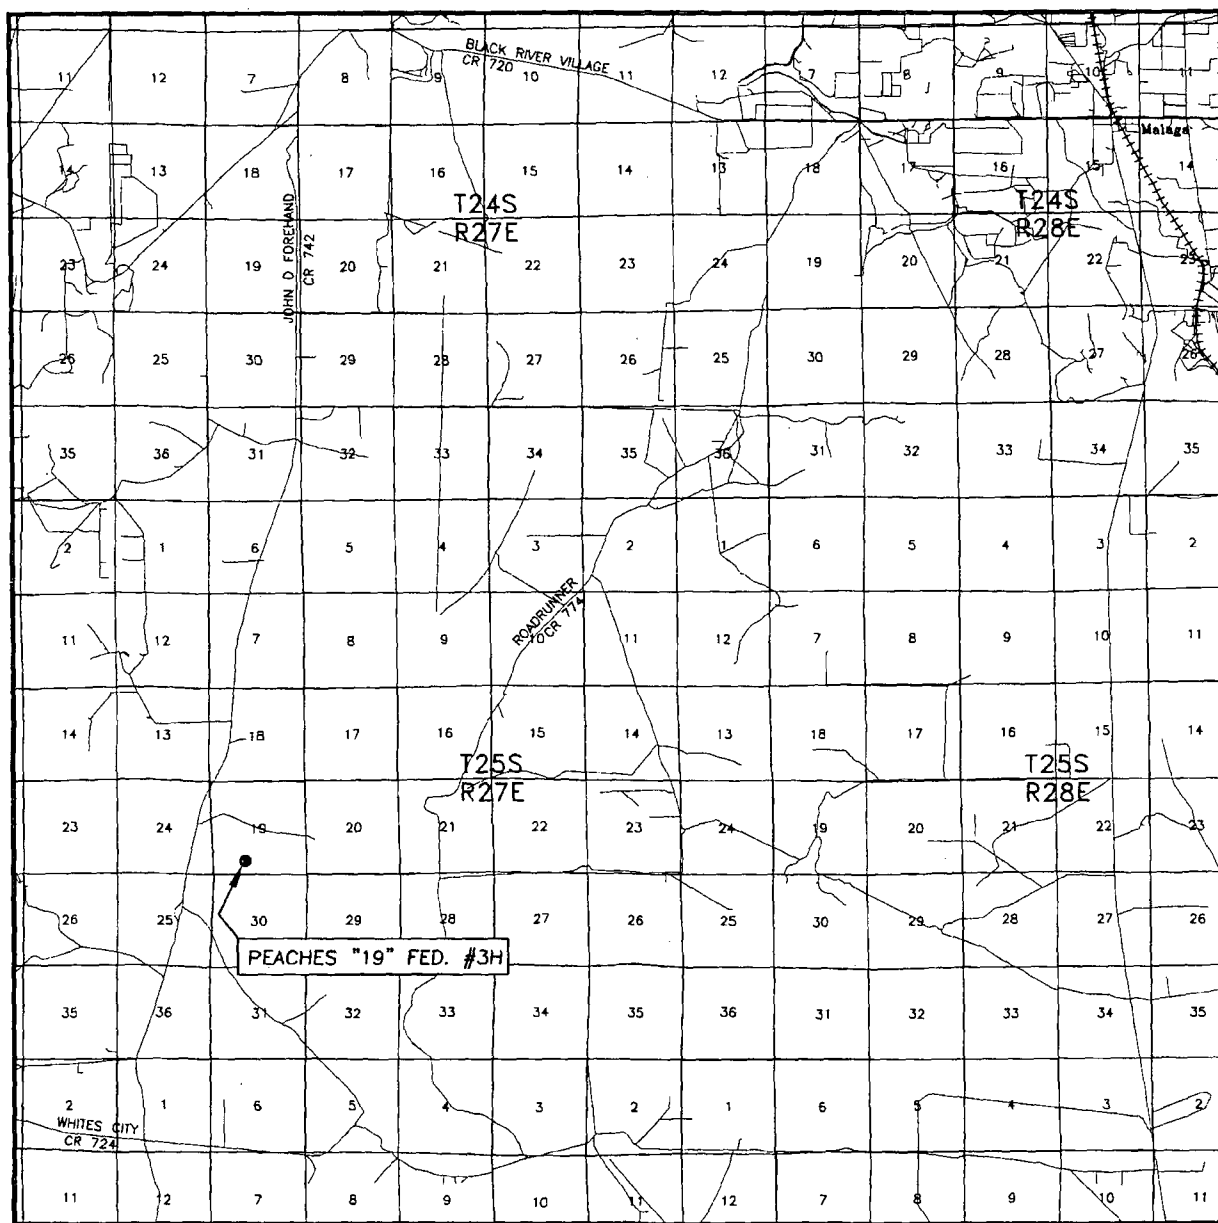 BLACK RIVER VILLAGE
CR 720
11 12 7 8 9 10 11 12 7 8 9 10 11
Malaga
14 13 18 17 16 15 14 13 18 17 16 15 14
T24S
R27E
T24S
R28E
JOHN D FOREHAND
CR 742
23 24 19 20 21 22 23 24 19 20 21 22 23
26 25 30 29 28 27 26 25 30 29 28 27 26
35 36 31 32 33 34 35 36 31 32 33 34 35
2 1 6 5 4 3 2 1 6 5 4 3 2
ROADRUNNER
CR 774
11 12 7 8 9 10 11 12 7 8 9 10 11
14 13 18 17 16 15 14 13 18 17 16 15 14
T25S
R27E
T25S
R28E
23 24 19 20 21 22 23 24 19 20 21 22 23
26 25 30 29 28 27 26 25 30 29 28 27 26
PEACHES "19" FED. #3H
35 36 31 32 33 34 35 36 31 32 33 34 35
2 1 6 5 4 3 2 1 6 5 4 3 2
WHITES CITY
CR 724
11 12 7 8 9 10 11 12 7 8 9 10 11